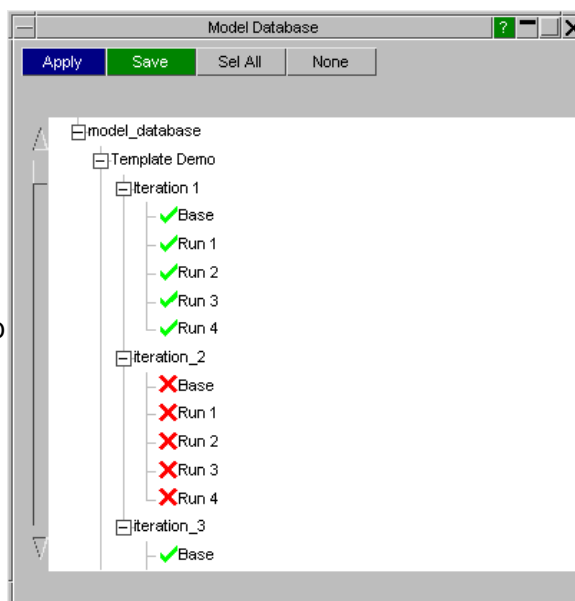 Model Database ?
Apply Save Sel All None
model_database
Template Demo
Iteration 1
Base
Run 1
Run 2
Run 3
Run 4
iteration_2
Base
Run 1
Run 2
Run 3
Run 4
iteration_3
Base